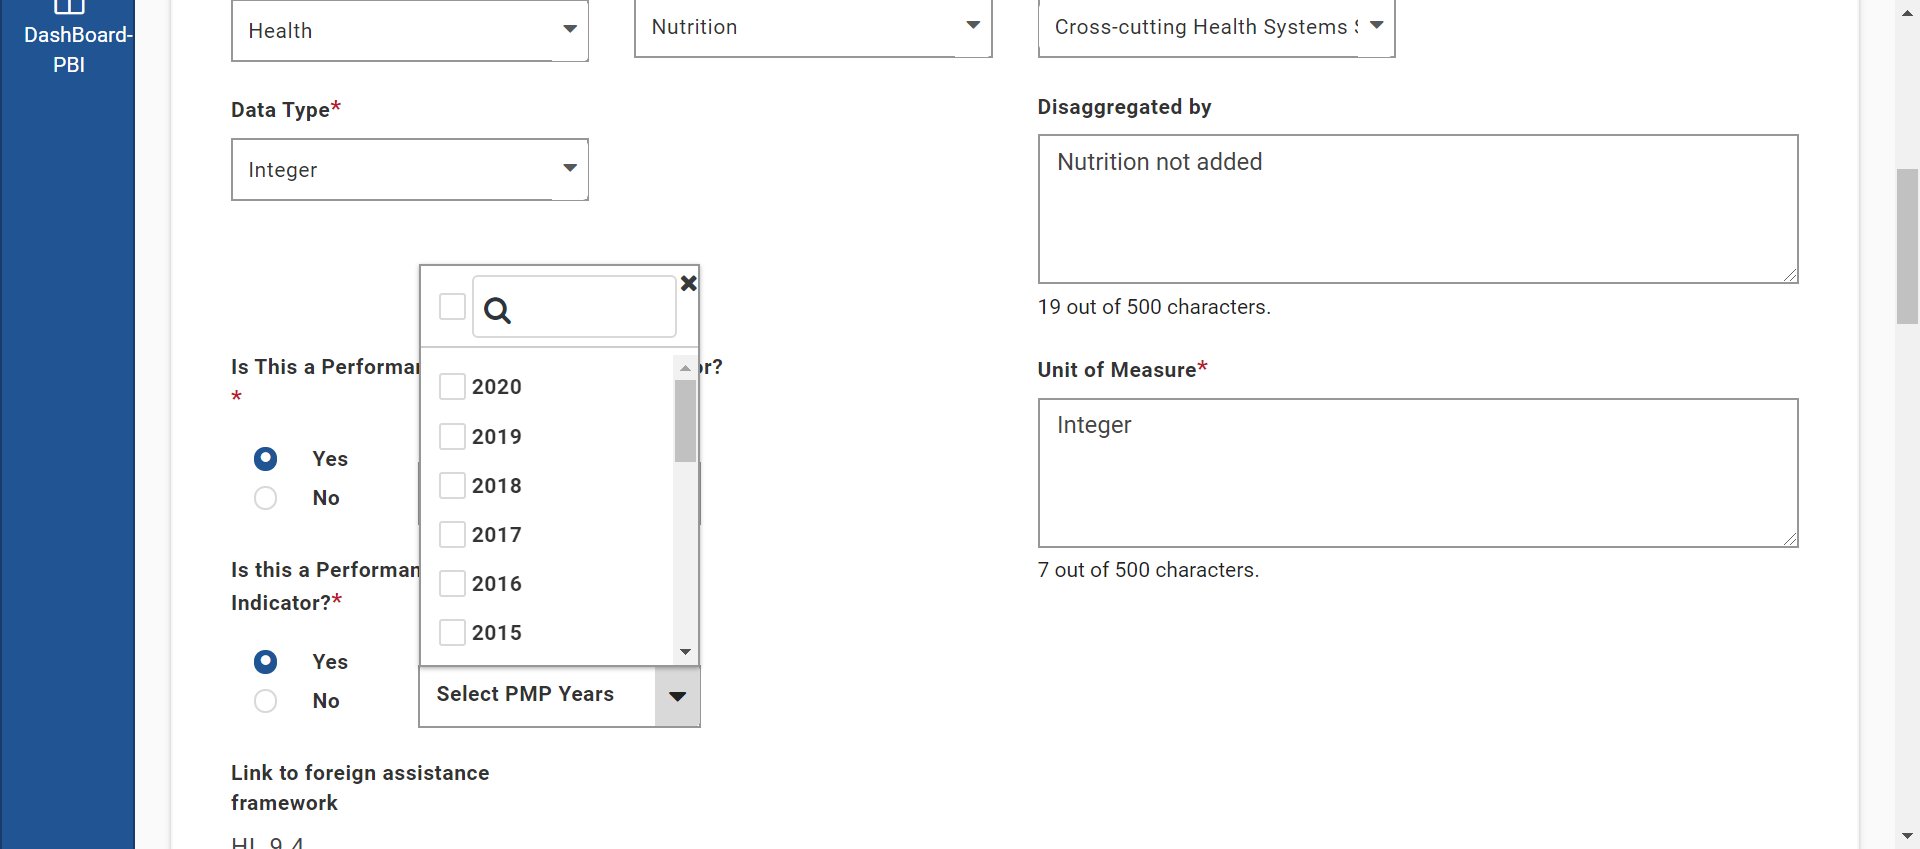 DashBoard-
PBI
Health
Nutrition
Cross-cutting Health Systems
Data Type*
Integer
Disaggregated by
Nutrition not added
19 out of 500 characters.
Is This a Performa
r?
*
Yes
No
2020
2019
2018
2017
2016
2015
Unit of Measure*
Integer
7 out of 500 characters.
Is this a Performan
Indicator?*
Yes
No
Select PMP Years
Link to foreign assistance
framework
HL.9.4